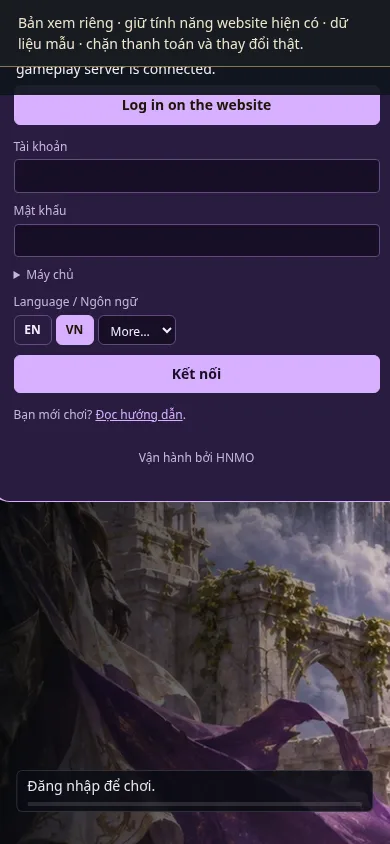 Bản xem riêng · giữ tính năng website hiện có · dữ
liệu mẫu · chặn thanh toán và thay đổi thật.
gameplay server is connected.
Log in on the website
Tài khoản
Mật khẩu
Máy chủ
Language / Ngôn ngữ
EN VN More...
Kết nối
Bạn mới chơi? Đọc hướng dẫn.
Vận hành bởi HNMO
Đăng nhập để chơi.